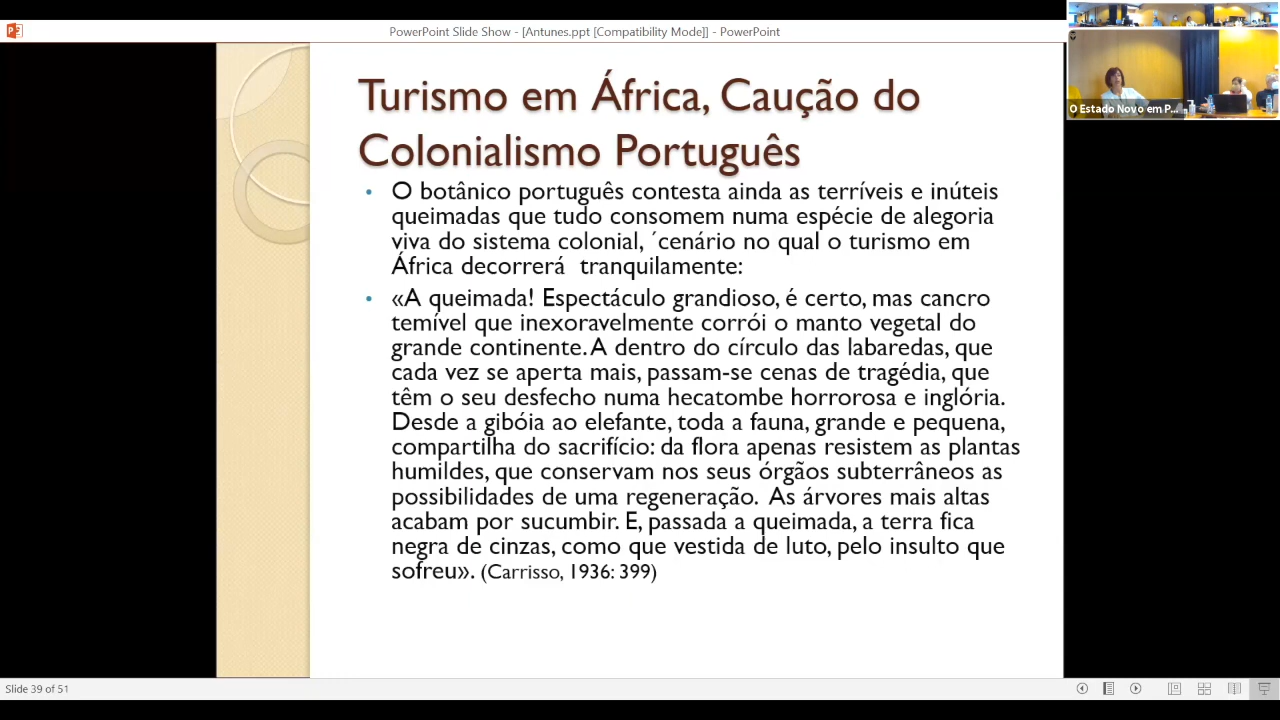 PowerPoint Slide Show - [Antunes.ppt [Compatibility Mode]] - PowerPoint
O Estado Novo em P...
Turismo em África, Caução do
Colonialismo Português
• O botânico português contesta ainda as terríveis e inúteis
queimadas que tudo consomem numa espécie de alegoria
viva do sistema colonial, ´cenário no qual o turismo em
África decorrerá tranquilamente:
• «A queimada! Espectáculo grandioso, é certo, mas cancro
temível que inexoravelmente corrói o manto vegetal do
grande continente. A dentro do círculo das labaredas, que
cada vez se aperta mais, passam-se cenas de tragédia, que
têm o seu desfecho numa hecatombe horrorosa e inglória.
Desde a gibóia ao elefante, toda a fauna, grande e pequena,
compartilha do sacrifício: da flora apenas resistem as plantas
humildes, que conservam nos seus órgãos subterrâneos as
possibilidades de uma regeneração. As árvores mais altas
acabam por sucumbir. E, passada a queimada, a terra fica
negra de cinzas, como que vestida de luto, pelo insulto que
sofreu». (Carrisso, 1936: 399)
Slide 39 of 51